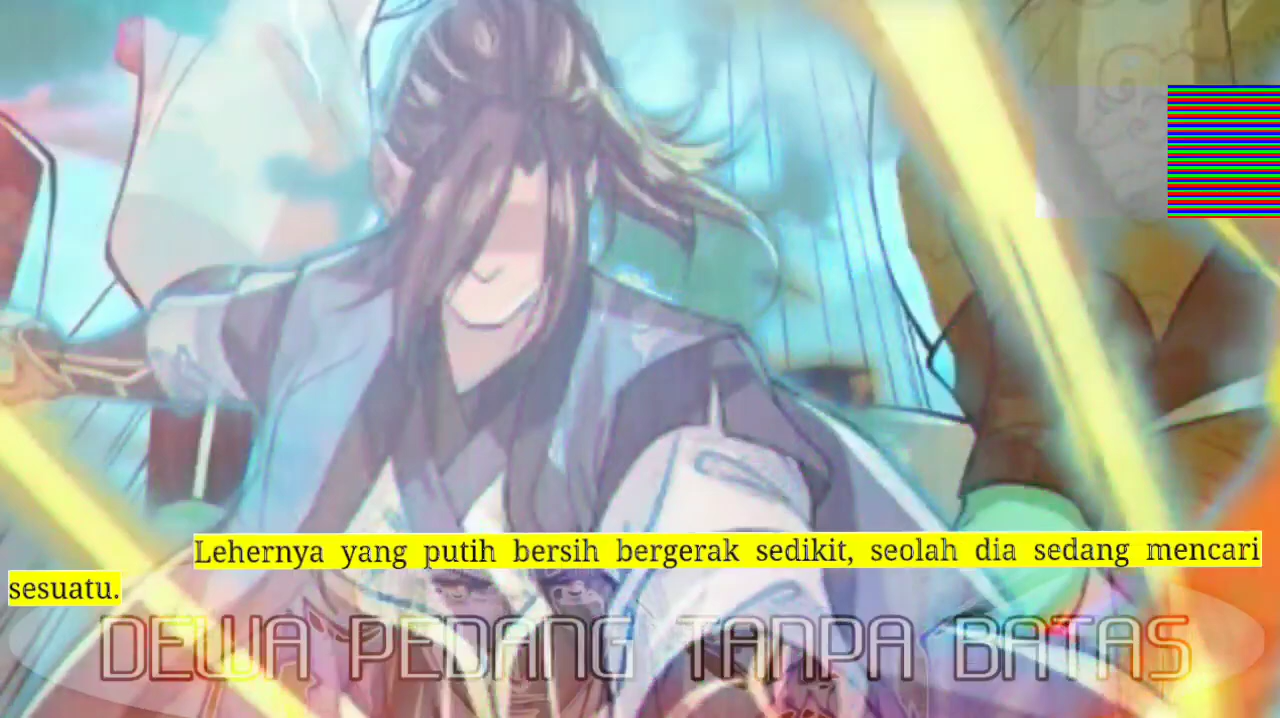 Lehernya yang putih bersih bergerak sedikit, seolah dia sedang mencari
sesuatu.
DEWA PEDANG TANPA BATAS